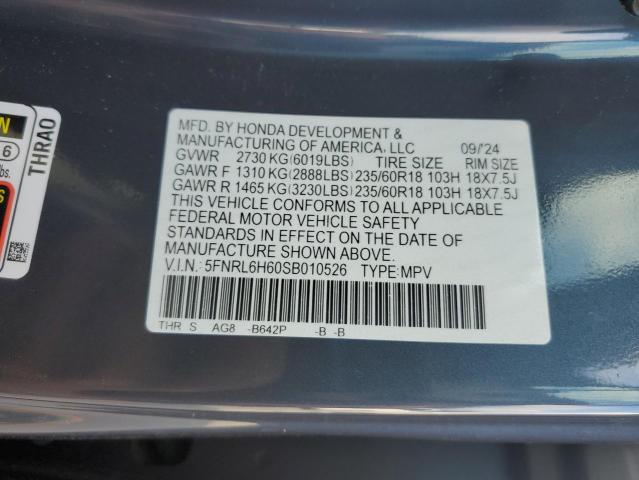 MFD. BY HONDA DEVELOPMENT &
MANUFACTURING OF AMERICA, LLC 09/'24
GVWR 2730 KG (6019LBS) TIRE SIZE RIM SIZE
GAWR F 1310 KG (2888LBS) 235/60R18 103H 18X7.5J
GAWR R 1465 KG (3230LBS) 235/60R18 103H 18X7.5J
THIS VEHICLE CONFORMS TO ALL APPLICABLE
FEDERAL MOTOR VEHICLE SAFETY
STANDARDS IN EFFECT ON THE DATE OF
MANUFACTURE SHOWN ABOVE.
V.I.N.: 5FNRL6H60SB010526 TYPE:MPV
THR S AG8 -B642P -B -B
THRAO
N
6
lbs.